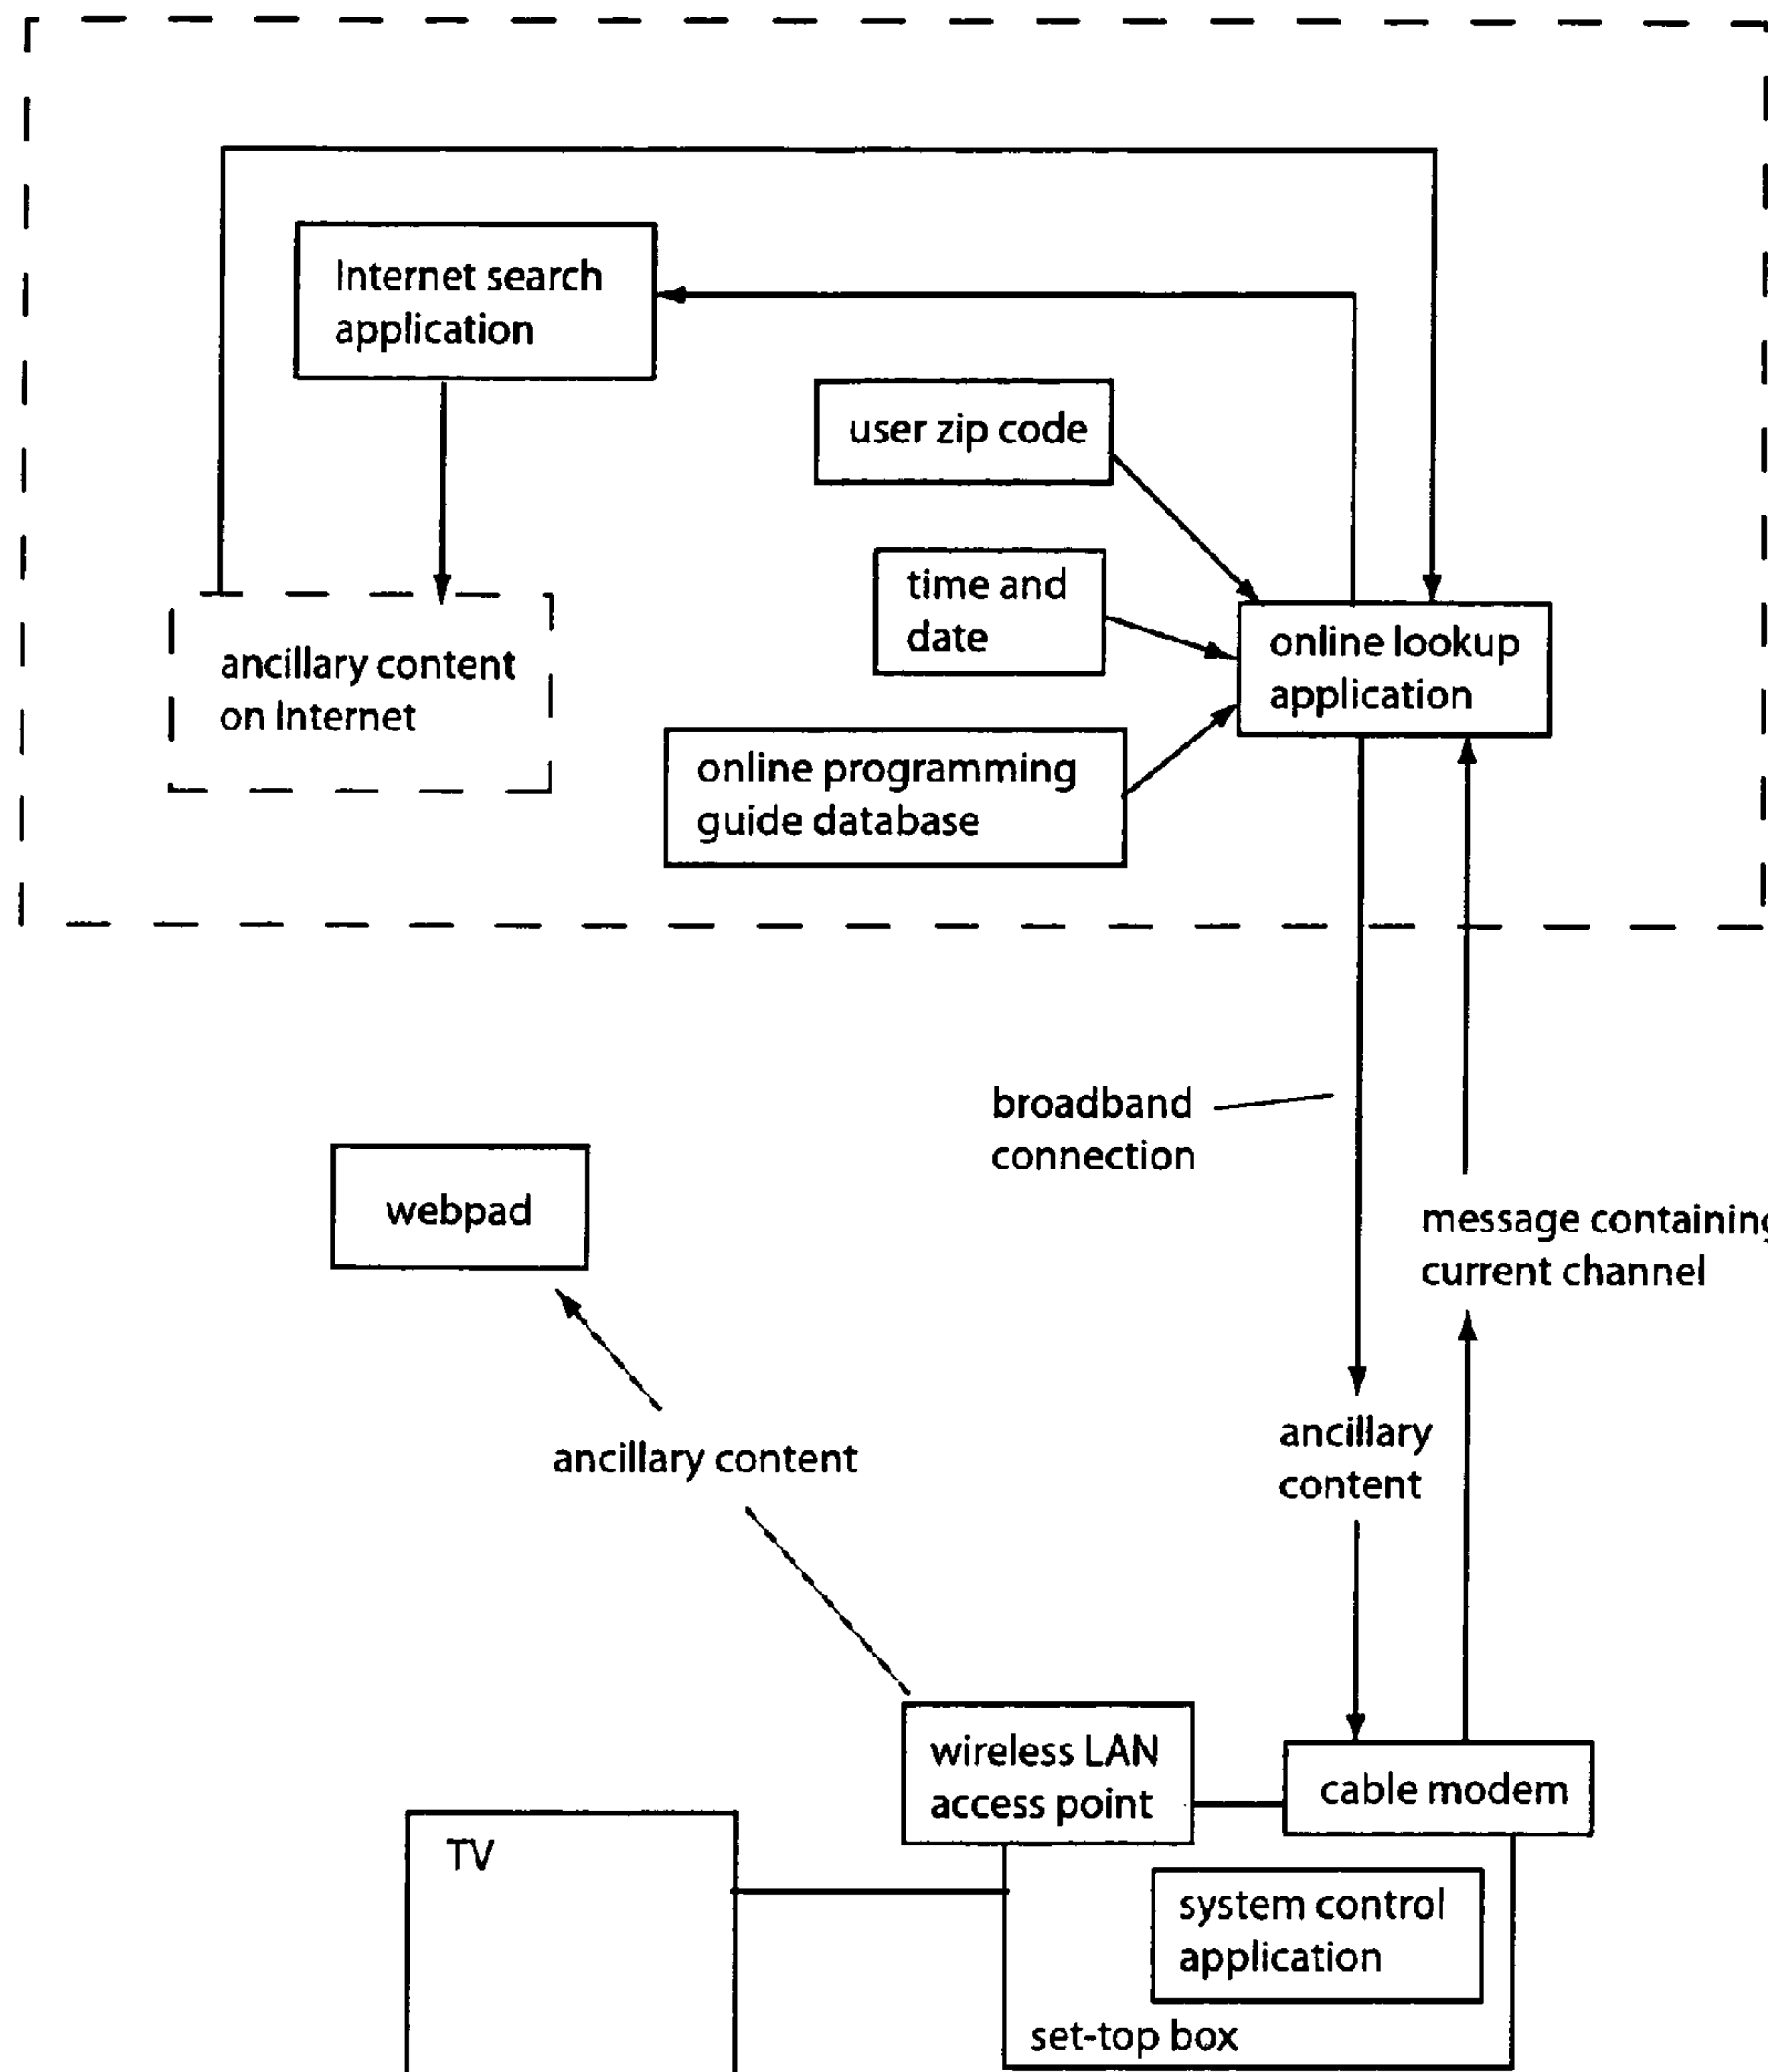 Internet search
application
user zip code
time and
date
online lookup
application
ancillary content
on Internet
online programming
guide database
broadband
connection
webpad
message containing
current channel
ancillary content
ancillary
content
wireless LAN
access point
cable modem
TV
system control
application
set-top box